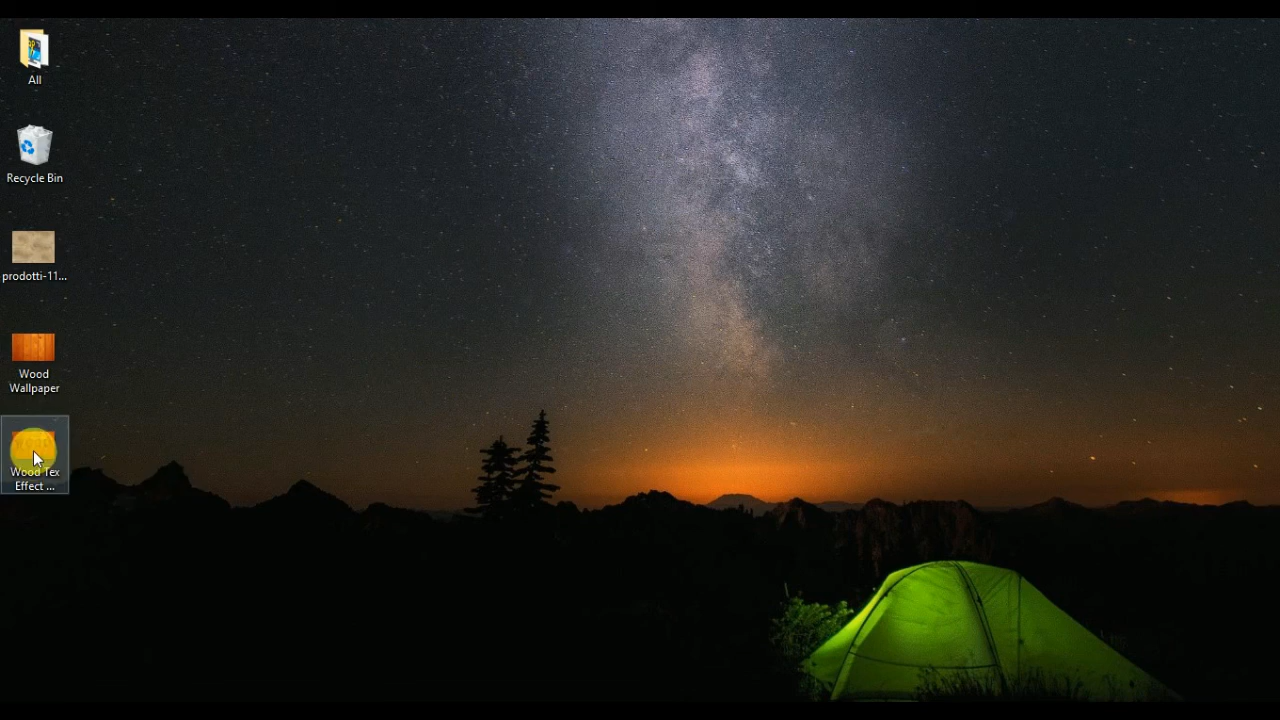 All
Recycle Bin
prodotti-11...
Wood
Wallpaper
Wood Tex
Effect ...